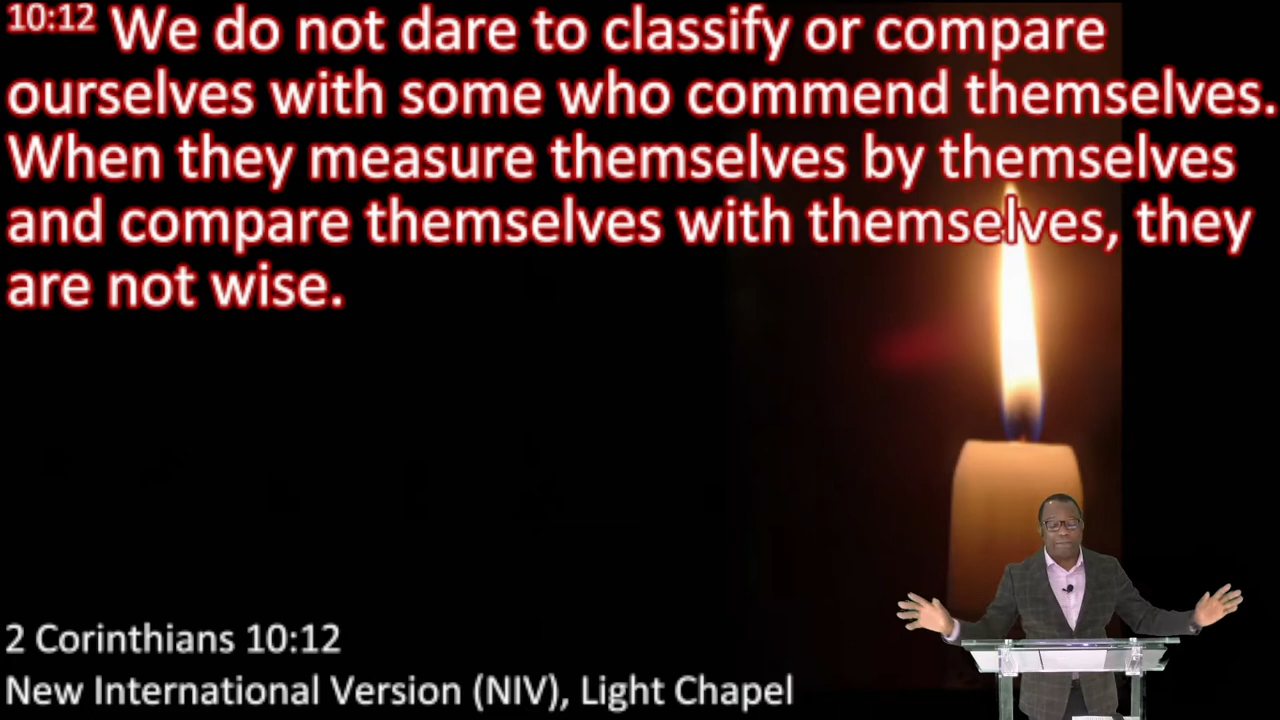 10:12 We do not dare to classify or compare
ourselves with some who commend themselves.
When they measure themselves by themselves
and compare themselves with themselves, they
are not wise.
2 Corinthians 10:12
New International Version (NIV), Light Chapel